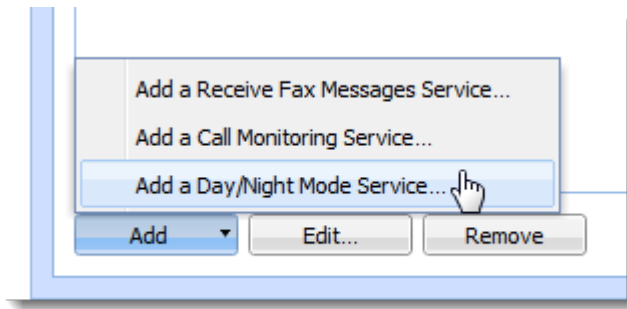 Add a Receive Fax Messages Service...
Add a Call Monitoring Service...
Add a Day/Night Mode Service...
Add Edit... Remove